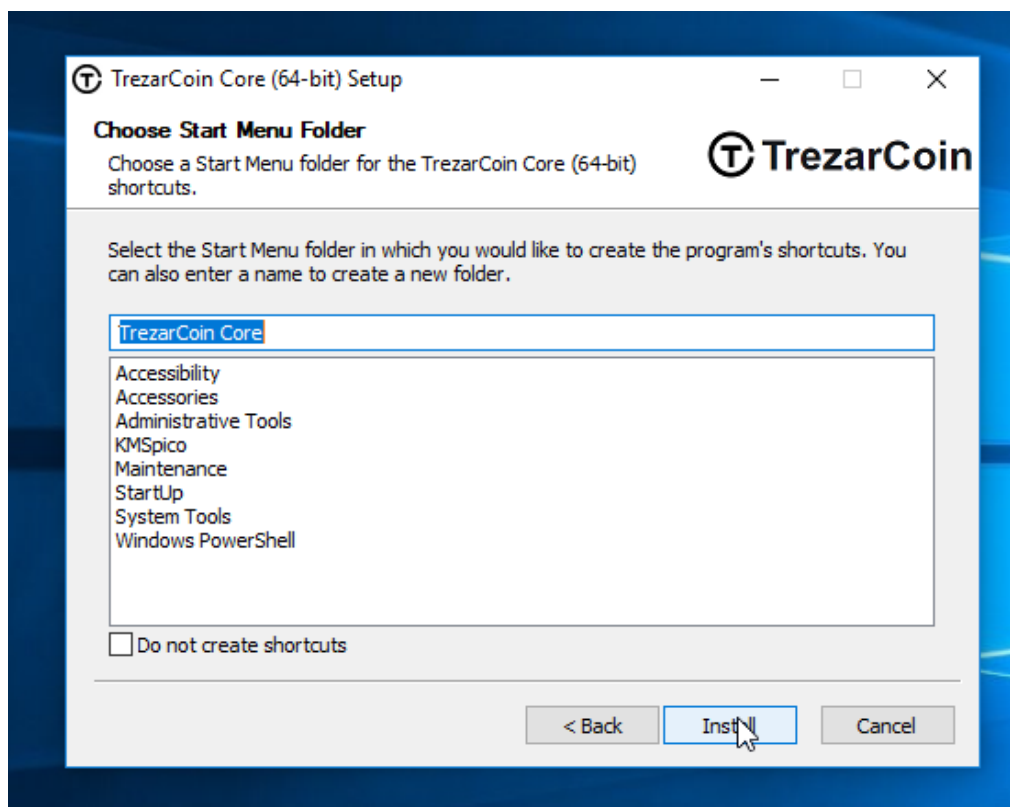 TrezarCoin Core (64-bit) Setup
Choose Start Menu Folder
Choose a Start Menu folder for the TrezarCoin Core (64-bit)
shortcuts.
TrezarCoin
Select the Start Menu folder in which you would like to create the program's shortcuts. You
can also enter a name to create a new folder.
TrezarCoin Core
Accessibility
Accessories
Administrative Tools
KMSpico
Maintenance
StartUp
System Tools
Windows PowerShell
Do not create shortcuts
< Back
Install
Cancel